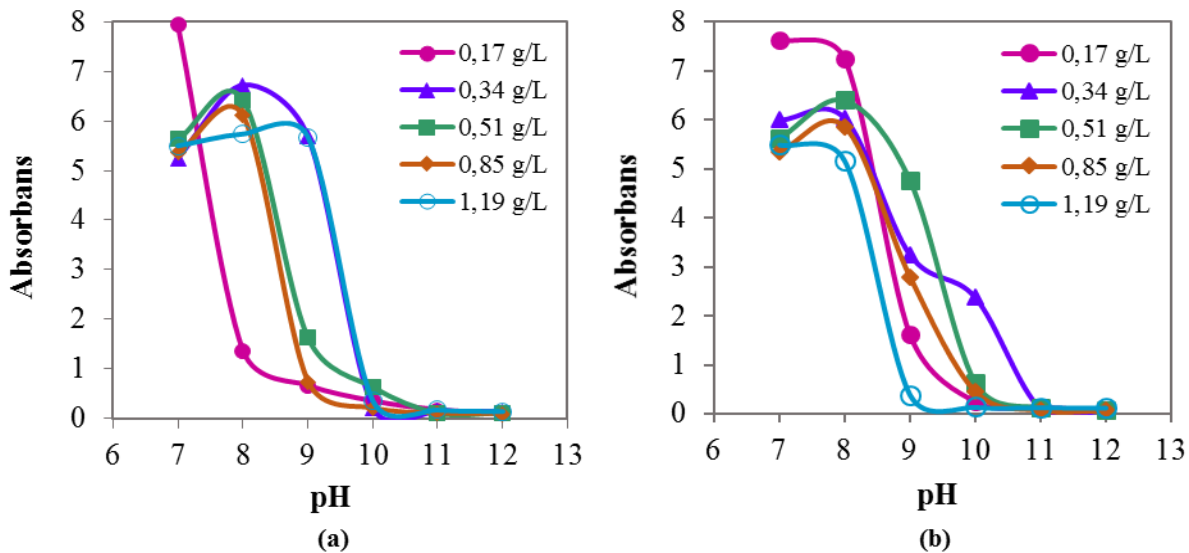 8
7
6
5
4
3
2
1
0
Absorbans
0,17 g/L
0,34 g/L
0,51 g/L
0,85 g/L
1,19 g/L
6 7 8 9 10 11 12 13
pH
(a)
8
7
6
5
4
3
2
1
0
Absorbans
0,17 g/L
0,34 g/L
0,51 g/L
0,85 g/L
1,19 g/L
6 7 8 9 10 11 12 13
pH
(b)